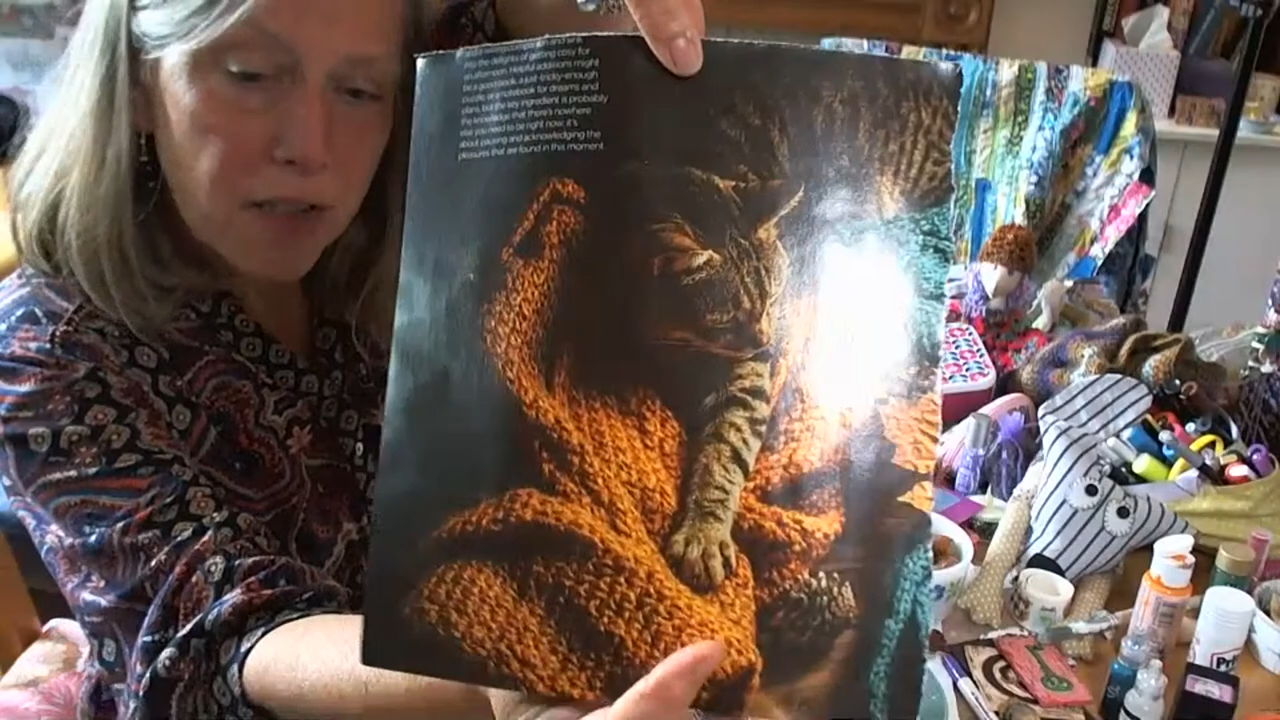 into the delights of getting cosy for
an afternoon. Helpful additions might
be a good book, a just-tricky-enough
puzzle, or a notebook for dreams and
plans, but the key ingredient is probably
the knowledge that there's nowhere
else you need to be right now: it's
about pausing and acknowledging the
pleasures that are found in this moment
Prit